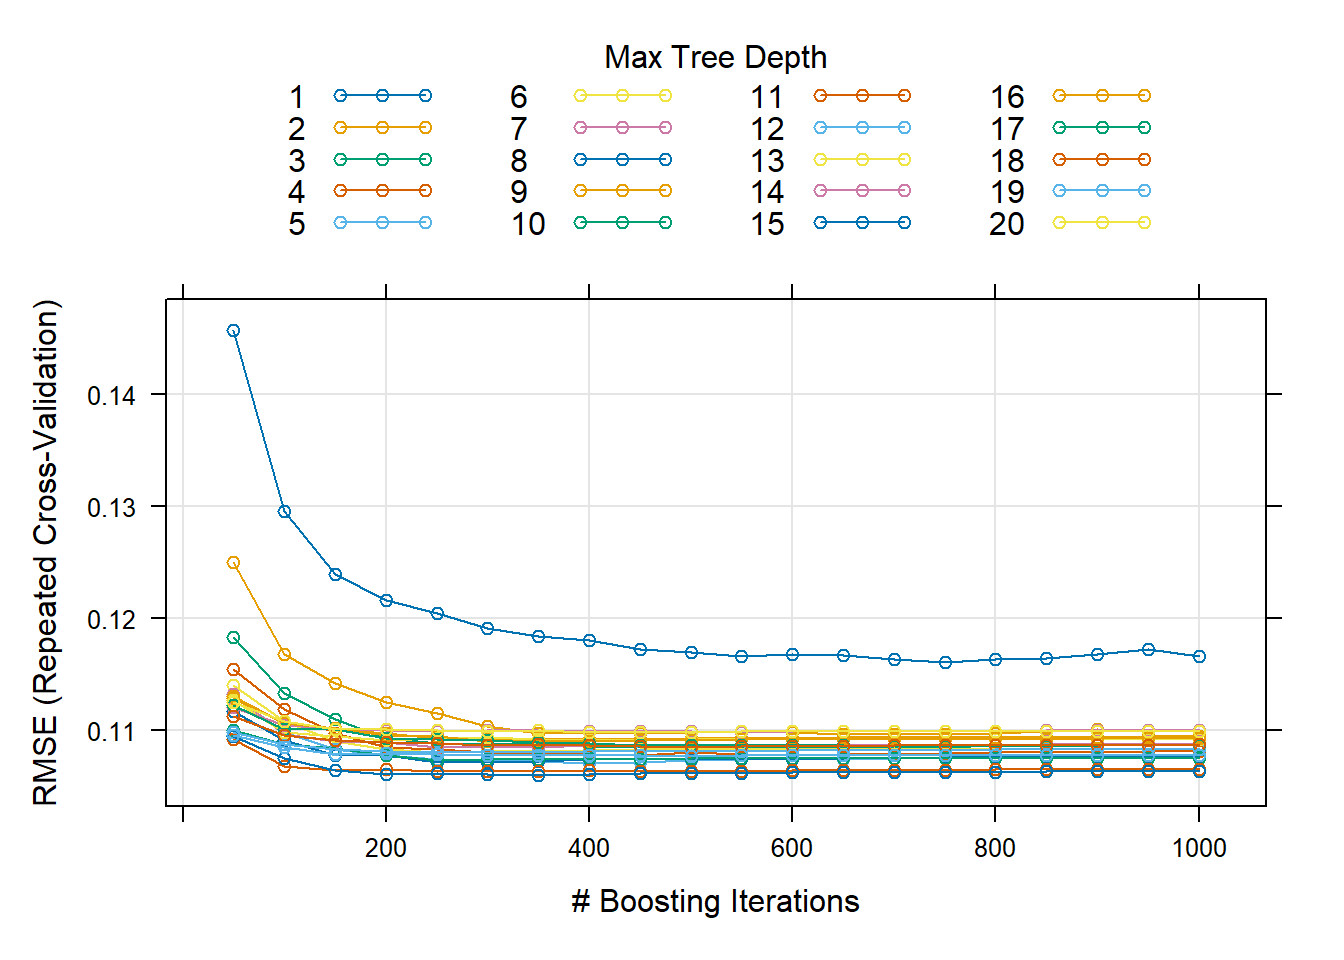 Max Tree Depth
1 6 11 16
2 7 12 17
3 8 13 18
4 9 14 19
5 10 15 20
RMSE (Repeated Cross-Validation)
0.14
0.13
0.12
0.11
200 400 600 800 1000
# Boosting Iterations